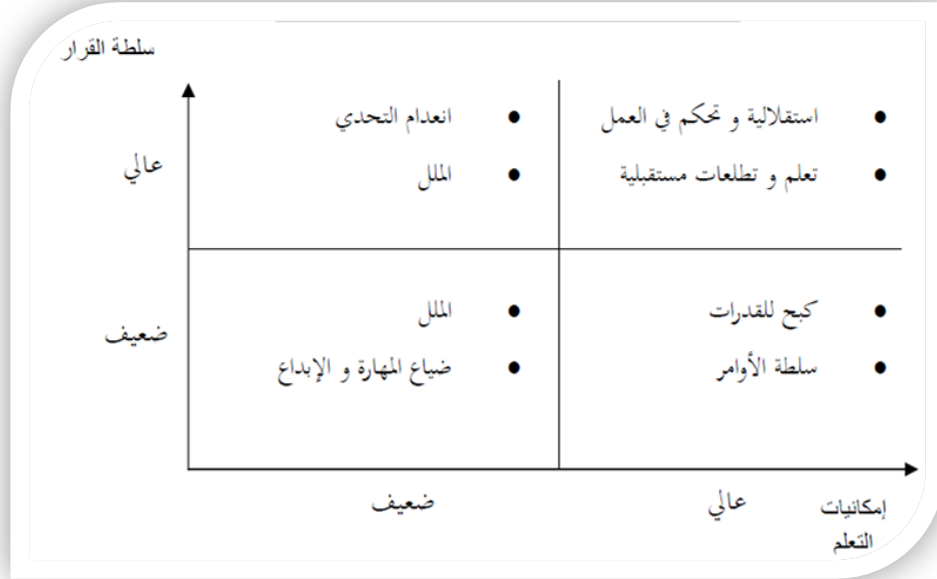 سلطة القرار
عالي
● استقلالية و تحكم في العمل
● تعلم و تطلعات مستقبلية
● انعدام التحدي
● الملل
ضعيف
● كبح للقدرات
● سلطة الأوامر
● الملل
● ضياع المهارة و الإبداع
إمكانيات
التعلم
عالي
ضعيف